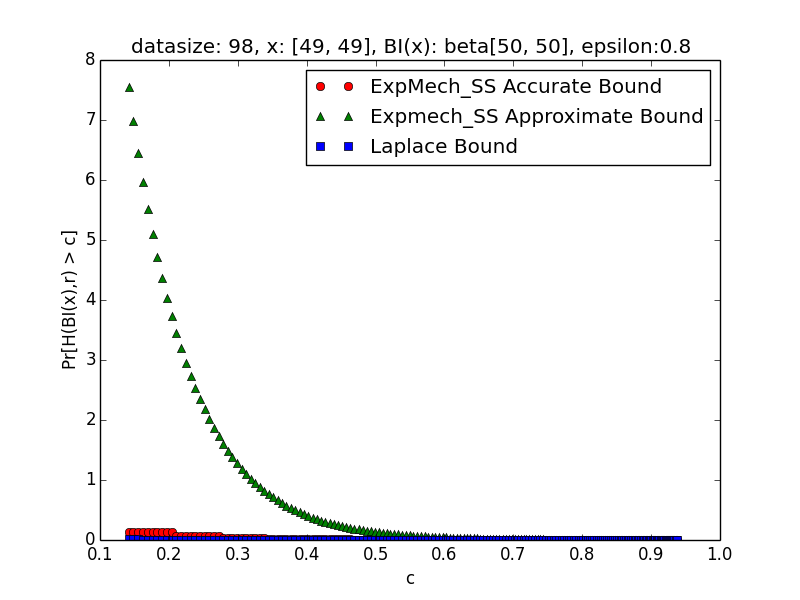 datasize: 98, x: [49, 49], BI(x): beta[50, 50], epsilon:0.8
ExpMech_SS Accurate Bound
Expmech_SS Approximate Bound
Laplace Bound
Pr[H(BI(x),r) > c]
8
7
6
5
4
3
2
1
0
0.1 0.2 0.3 0.4 0.5 0.6 0.7 0.8 0.9 1.0
c